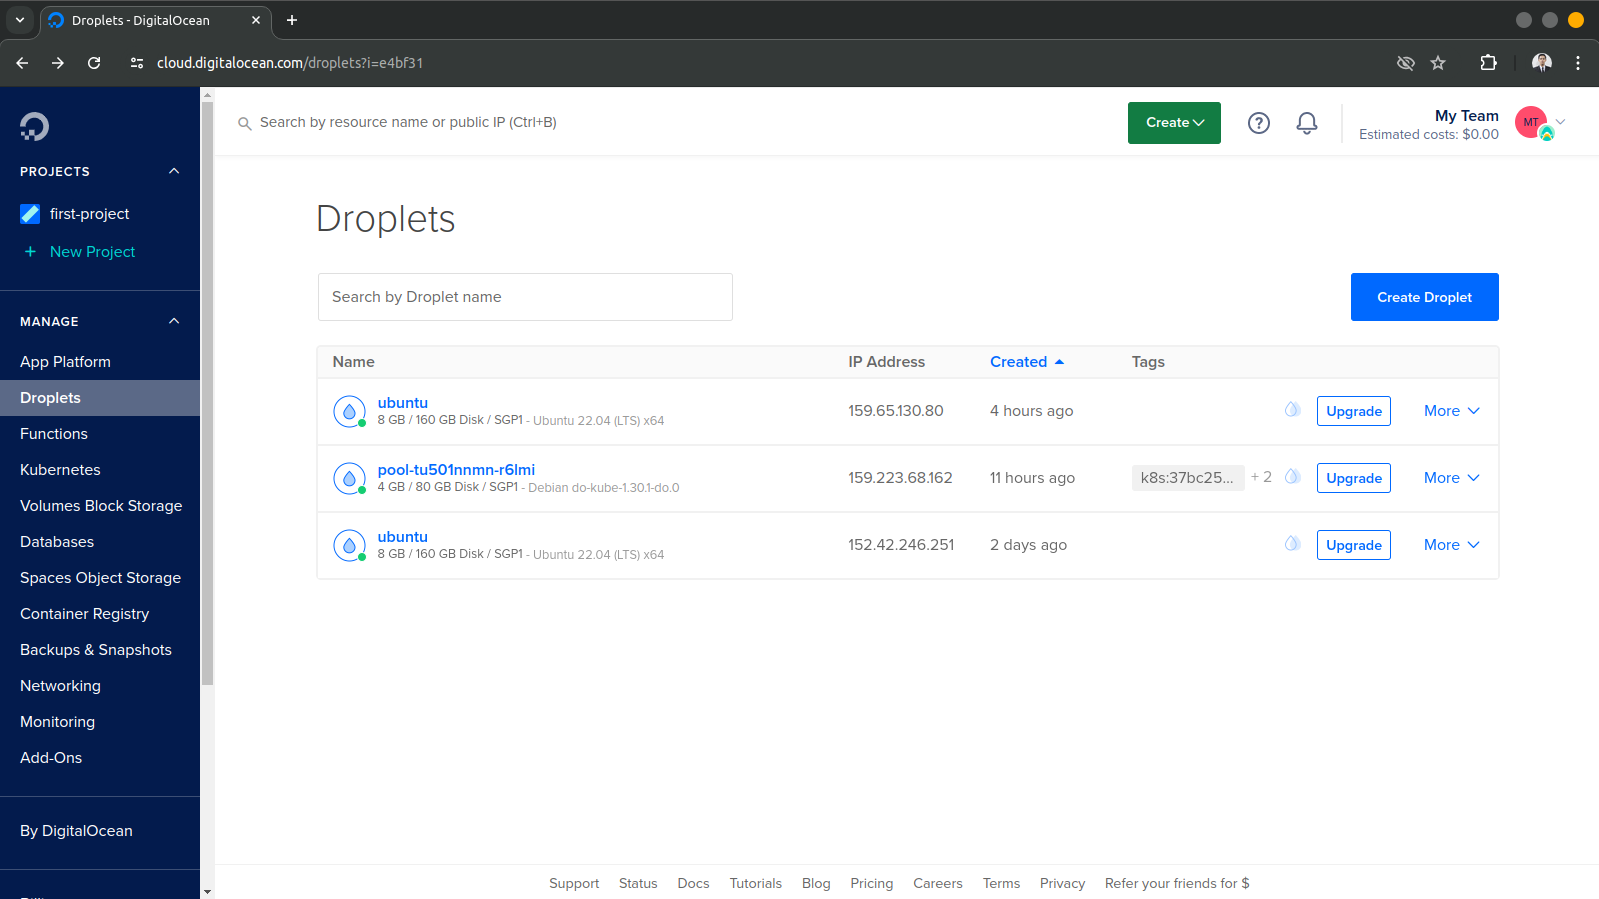 Droplets - DigitalOcean
cloud.digitalocean.com/droplets?i=e4bf31
Search by resource name or public IP (Ctrl+B)
Create
My Team
Estimated costs: $0.00
MT
PROJECTS
first-project
+ New Project
MANAGE
App Platform
Droplets
Functions
Kubernetes
Volumes Block Storage
Databases
Spaces Object Storage
Container Registry
Backups & Snapshots
Networking
Monitoring
Add-Ons
By DigitalOcean
Droplets
Search by Droplet name
Create Droplet
Name IP Address Created Tags
ubuntu
8 GB / 160 GB Disk / SGP1 - Ubuntu 22.04 (LTS) x64
159.65.130.80 4 hours ago Upgrade More
pool-tu501nnmn-r6lmi
4 GB / 80 GB Disk / SGP1 - Debian do-kube-1.30.1-do.0
159.223.68.162 11 hours ago k8s:37bc25... + 2 Upgrade More
ubuntu
8 GB / 160 GB Disk / SGP1 - Ubuntu 22.04 (LTS) x64
152.42.246.251 2 days ago Upgrade More
Support Status Docs Tutorials Blog Pricing Careers Terms Privacy Refer your friends for $